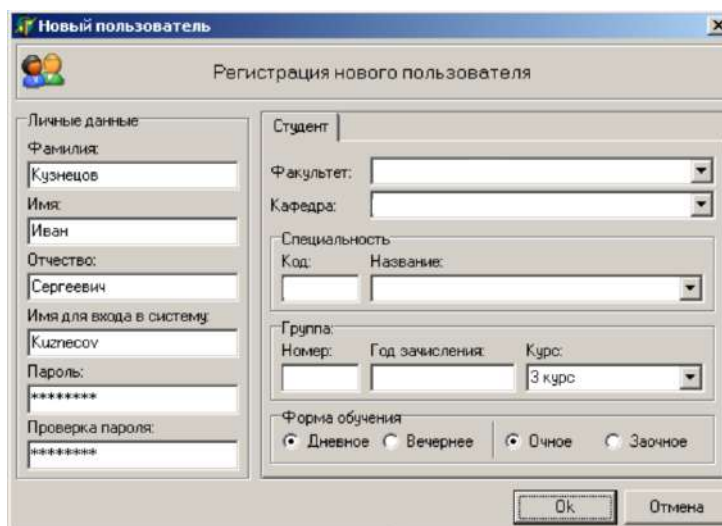 Новый пользователь
Регистрация нового пользователя
Личные данные
Фамилия:
Кузнецов
Имя:
Иван
Отчество:
Сергеевич
Имя для входа в систему:
Kuznecov
Пароль:
********
Проверка пароля:
********
Студент
Факультет:
Кафедра:
Специальность
Код: Название:
Группа:
Номер: Год зачисления: Курс:
3 курс
Форма обучения
Дневное Вечернее Очное Заочное
Ok Отмена